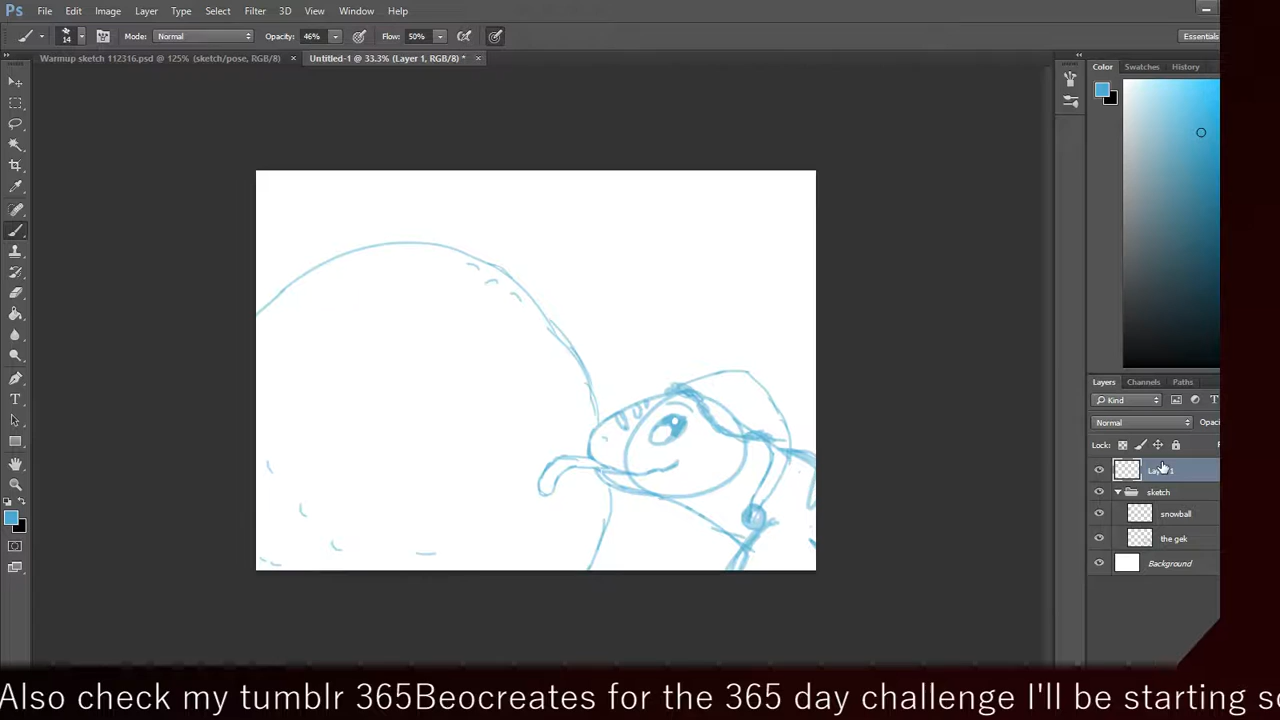 Ps File Edit Image Layer Type Select Filter 3D View Window Help
14 Mode: Normal Opacity: 46% Flow: 50% Essentials
Warmup sketch 112316.psd @ 125% (sketch/pose, RGB/8) × Untitled-1 @ 33.3% (Layer 1, RGB/8) * ×
Color Swatches History
Layers Channels Paths
Kind
Normal Opac
Lock:
sketch
snowball
the gek
Background
Also check my tumblr 365Beocreates for the 365 day challenge I'll be starting